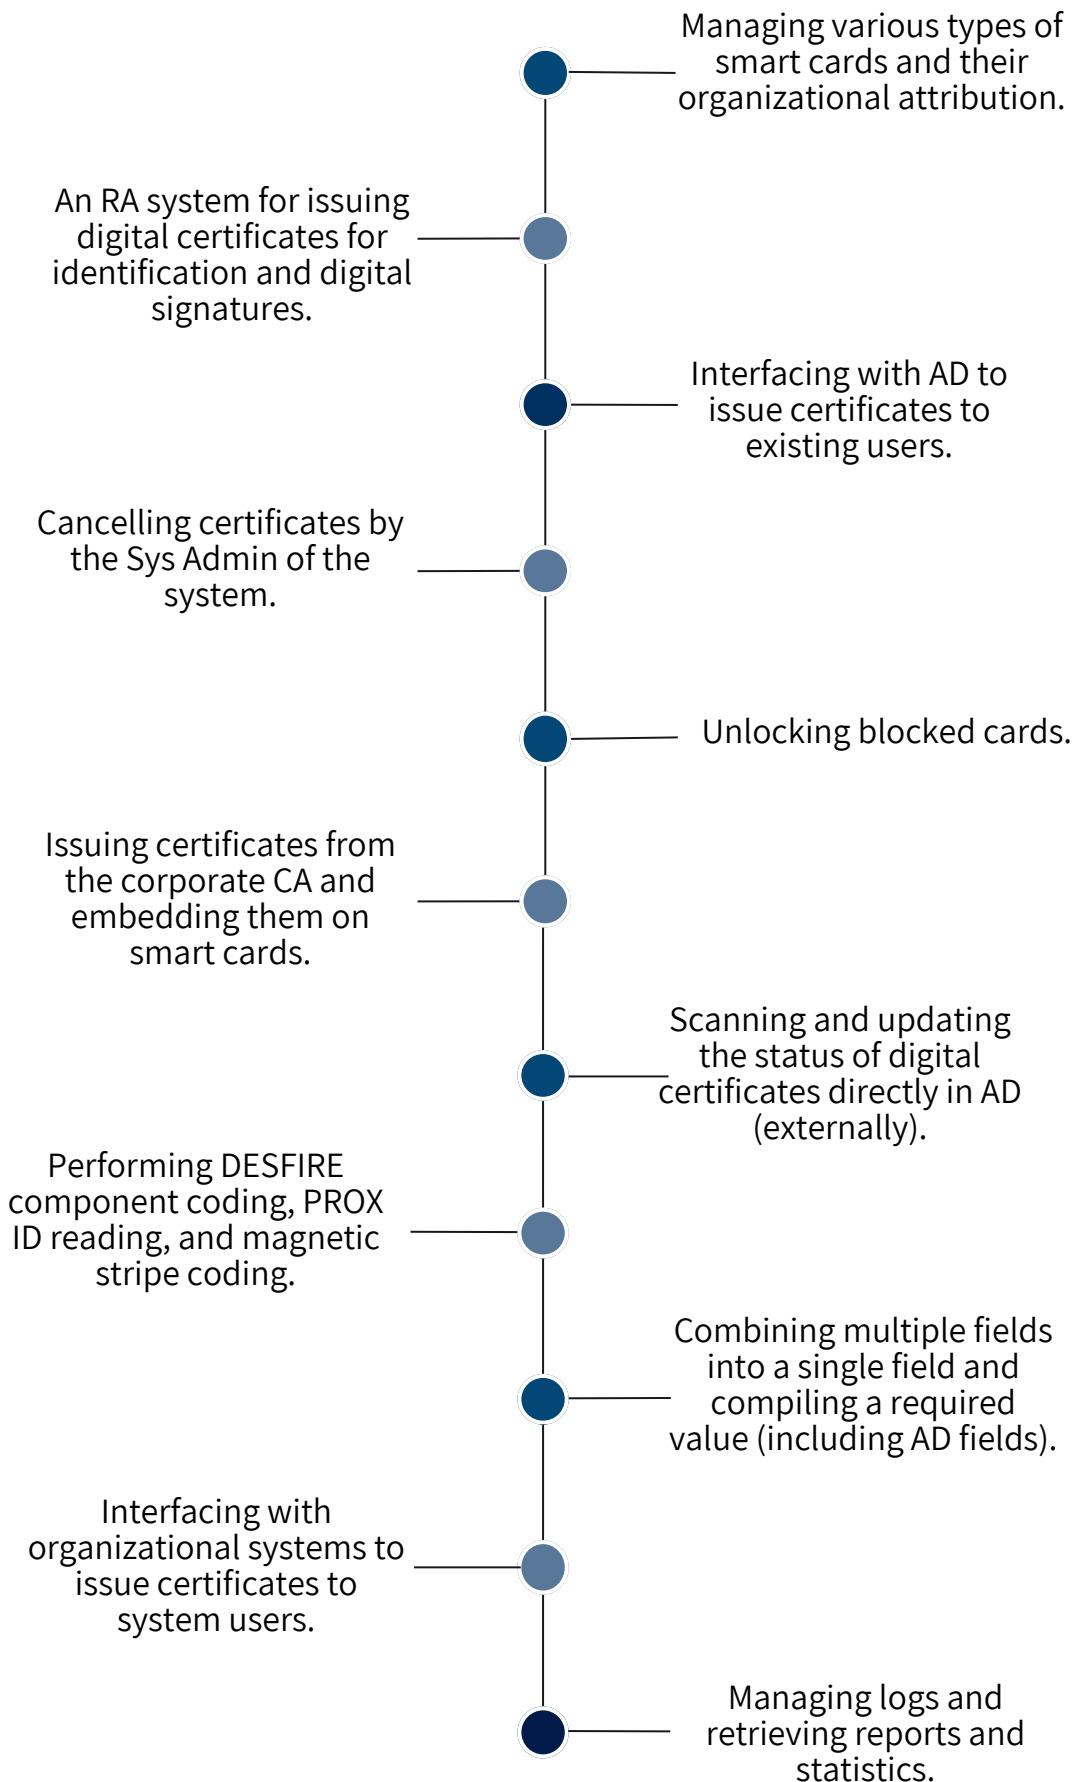 Managing various types of
smart cards and their
organizational attribution.
An RA system for issuing
digital certificates for
identification and digital
signatures.
Interfacing with AD to
issue certificates to
existing users.
Cancelling certificates by
the Sys Admin of the
system.
Unlocking blocked cards.
Issuing certificates from
the corporate CA and
embedding them on
smart cards.
Scanning and updating
the status of digital
certificates directly in AD
(externally).
Performing DESFIRE
component coding, PROX
ID reading, and magnetic
stripe coding.
Combining multiple fields
into a single field and
compiling a required
value (including AD fields).
Interfacing with
organizational systems to
issue certificates to
system users.
Managing logs and
retrieving reports and
statistics.